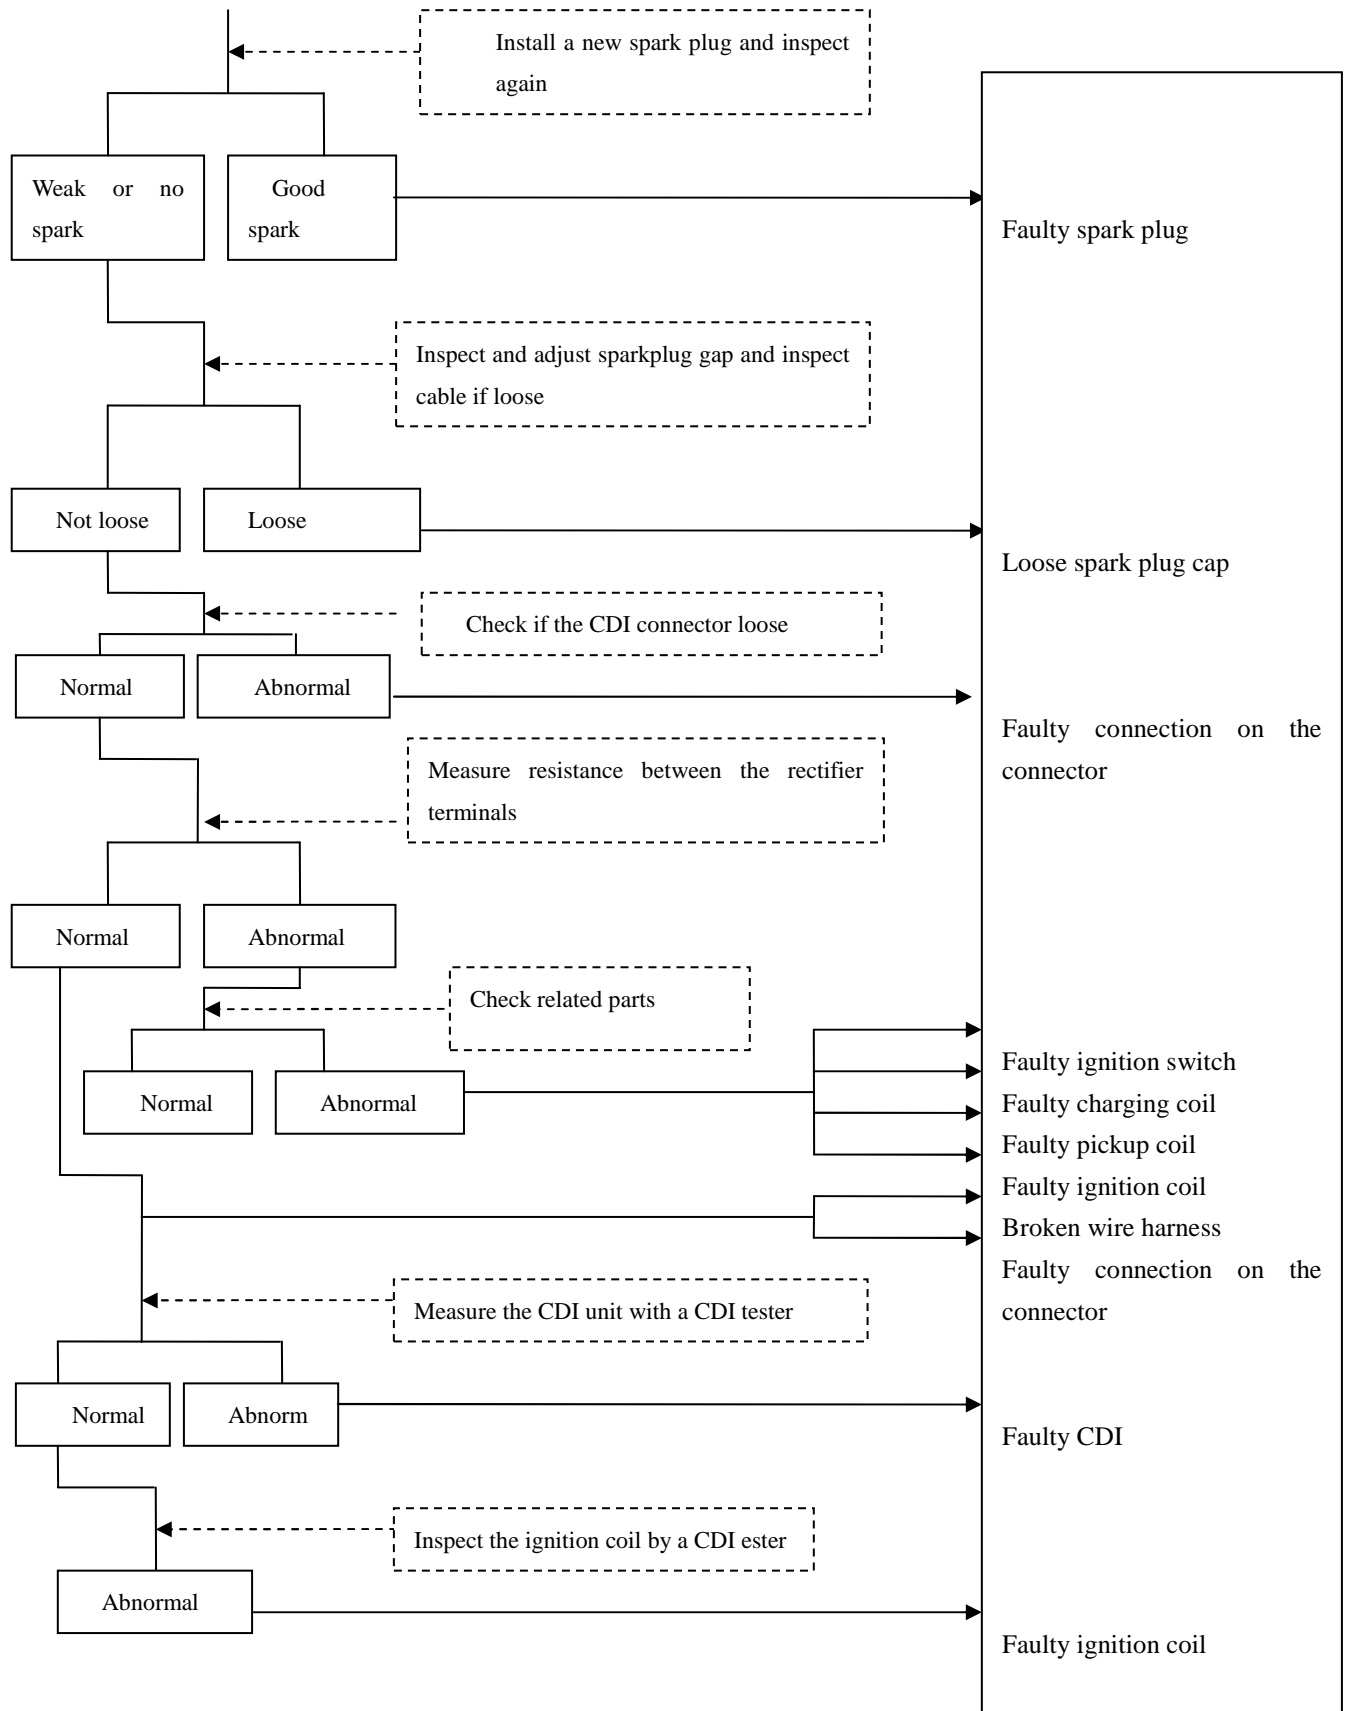 Install a new spark plug and inspect
again
Weak or no
spark
Good
spark
Faulty spark plug
Inspect and adjust sparkplug gap and inspect
cable if loose
Not loose
Loose
Loose spark plug cap
Check if the CDI connector loose
Normal
Abnormal
Faulty connection on the
connector
Measure resistance between the rectifier
terminals
Normal
Abnormal
Check related parts
Normal
Abnormal
Faulty ignition switch
Faulty charging coil
Faulty pickup coil
Faulty ignition coil
Broken wire harness
Faulty connection on the
connector
Measure the CDI unit with a CDI tester
Normal
Abnorm
Faulty CDI
Inspect the ignition coil by a CDI ester
Abnormal
Faulty ignition coil